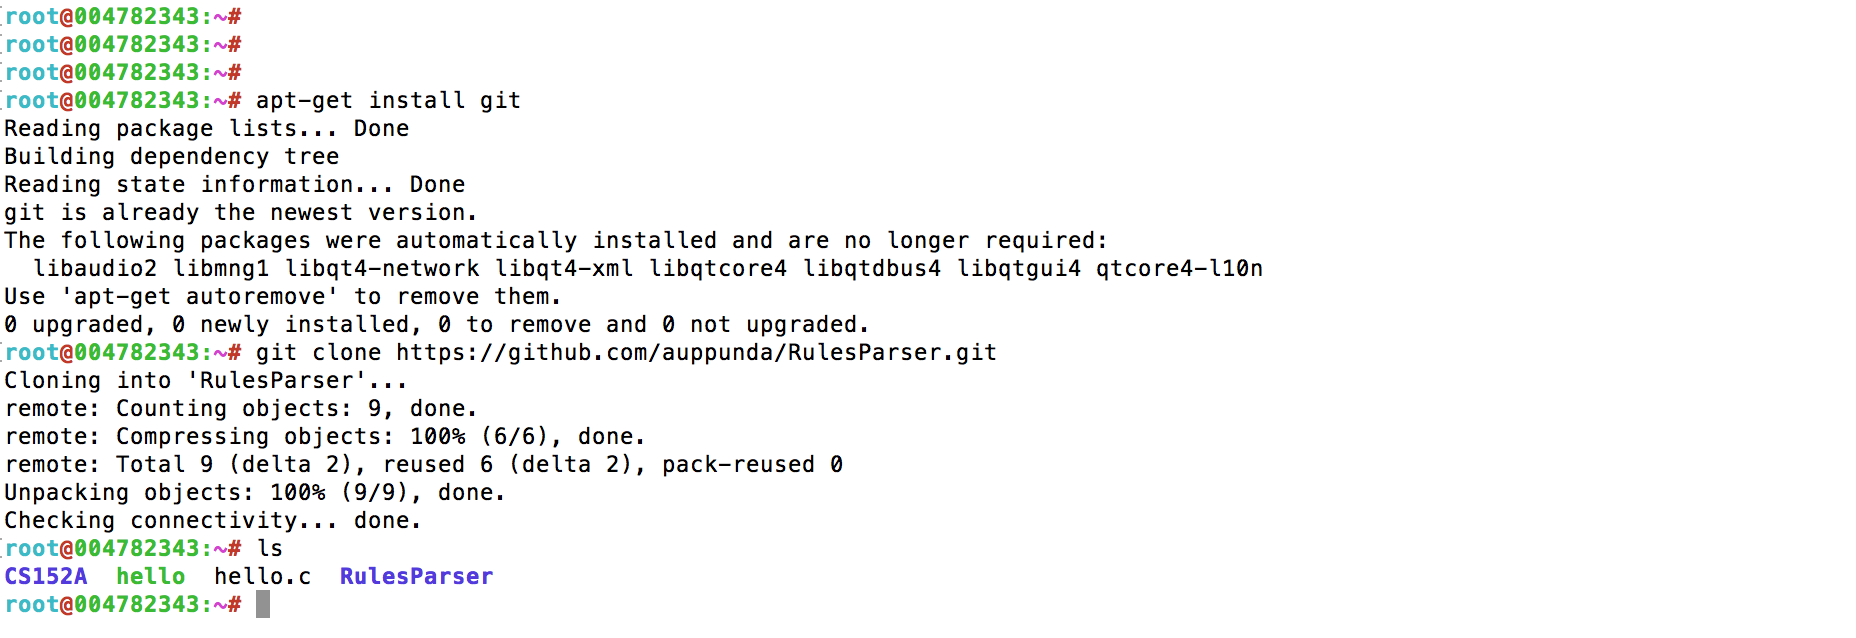 root@004782343:~#
root@004782343:~#
root@004782343:~#
root@004782343:~# apt-get install git
Reading package lists... Done
Building dependency tree
Reading state information... Done
git is already the newest version.
The following packages were automatically installed and are no longer required:
  libaudio2 libmng1 libqt4-network libqt4-xml libqtcore4 libqtdbus4 libqtgui4 qtcore4-l10n
Use 'apt-get autoremove' to remove them.
0 upgraded, 0 newly installed, 0 to remove and 0 not upgraded.
root@004782343:~# git clone https://github.com/auppunda/RulesParser.git
Cloning into 'RulesParser'...
remote: Counting objects: 9, done.
remote: Compressing objects: 100% (6/6), done.
remote: Total 9 (delta 2), reused 6 (delta 2), pack-reused 0
Unpacking objects: 100% (9/9), done.
Checking connectivity... done.
root@004782343:~# ls
CS152A  hello  hello.c  RulesParser
root@004782343:~#